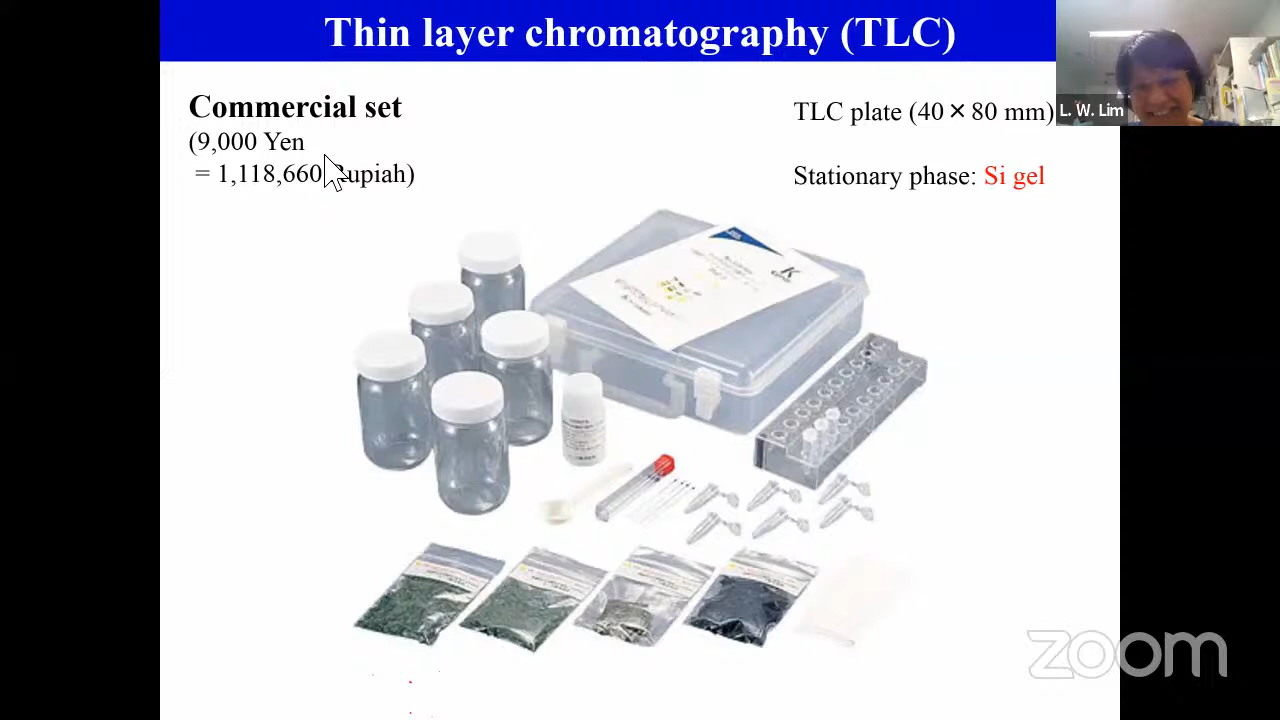 Thin layer chromatography (TLC)
Commercial set
(9,000 Yen
= 1,118,660 Rupiah)
TLC plate (40 × 80 mm)
Stationary phase: Si gel
L. W. Lim
K
zoom